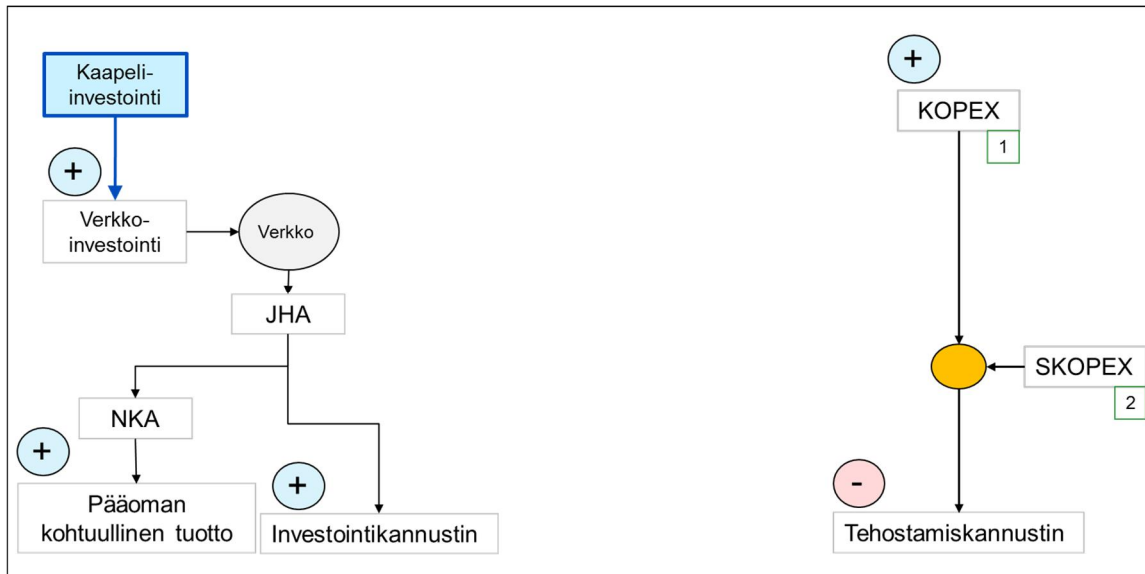 Kaapeli-
investointi
+
Verkko-
investointi
Verkko
JHA
NKA
+
Pääoman
kohtuullinen tuotto
+
Investointikannustin
+
KOPEX
1
SKOPEX
2
-
Tehostamiskannustin